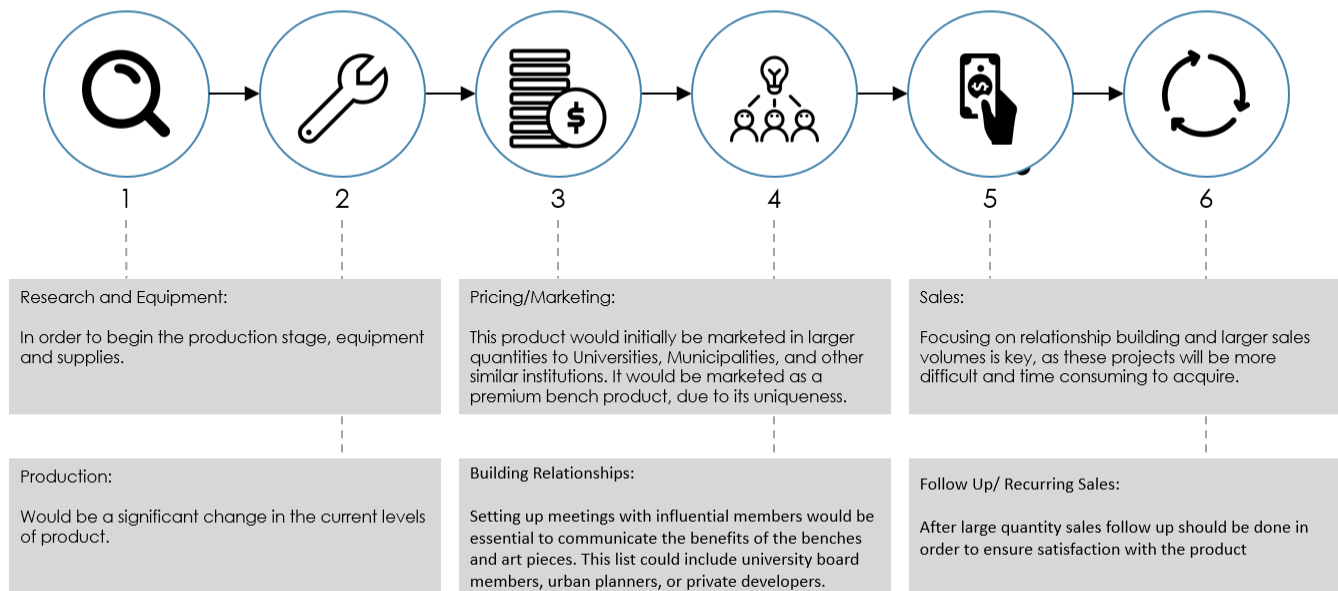 $
$
1
2
3
4
5
6
Research and Equipment:
In order to begin the production stage, equipment
and supplies.
Pricing/Marketing:
This product would initially be marketed in larger
quantities to Universities, Municipalities, and other
similar institutions. It would be marketed as a
premium bench product, due to its uniqueness.
Sales:
Focusing on relationship building and larger sales
volumes is key, as these projects will be more
difficult and time consuming to acquire.
Production:
Would be a significant change in the current levels
of product.
Building Relationships:
Setting up meetings with influential members would be
essential to communicate the benefits of the benches
and art pieces. This list could include university board
members, urban planners, or private developers.
Follow Up/ Recurring Sales:
After large quantity sales follow up should be done in
order to ensure satisfaction with the product